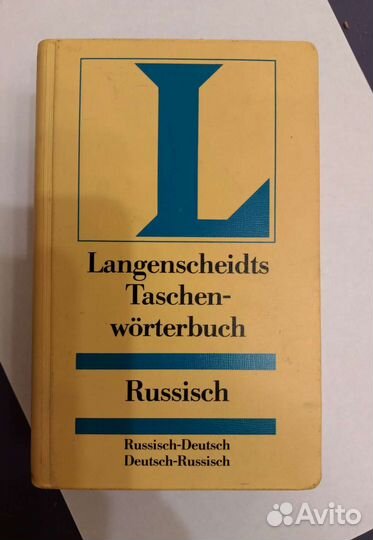 L
Langenscheidts
Taschen-
wörterbuch
Russisch
Russisch-Deutsch
Deutsch-Russisch
Avito